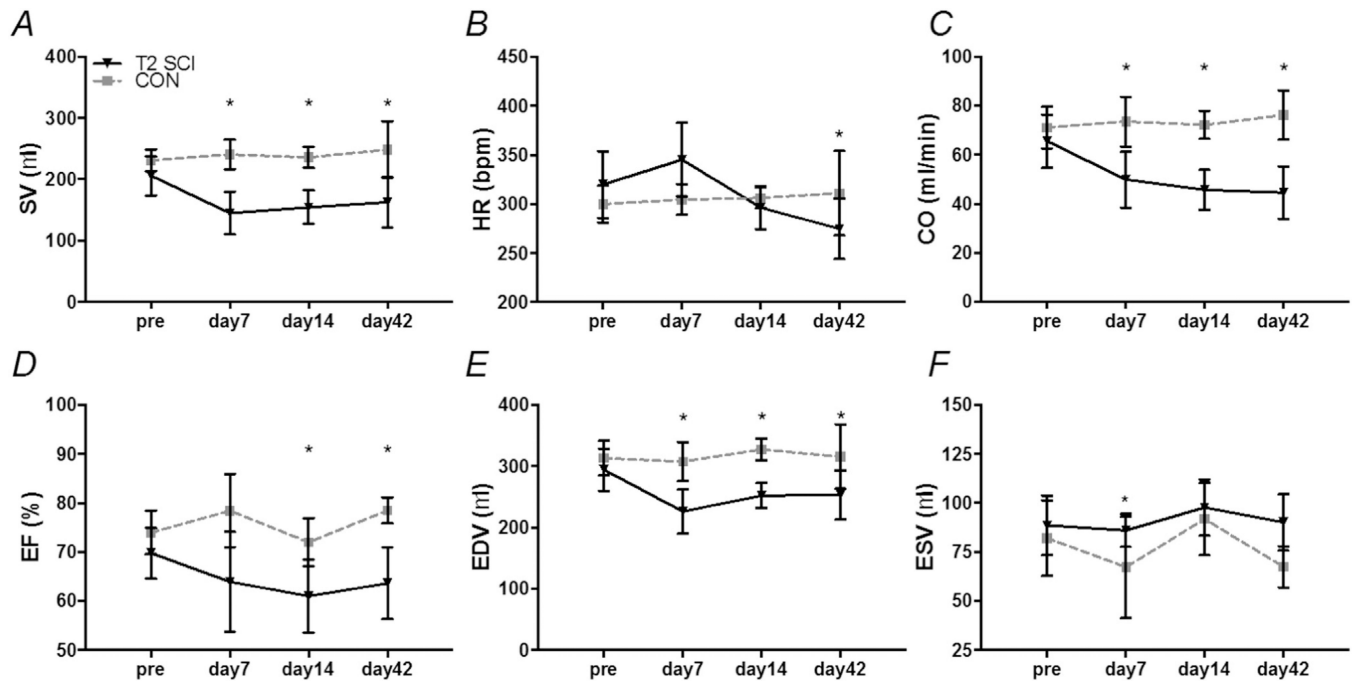 A
B
C
T2 SCI
CON
400
300
200
100
0
SV
pre day7 day14 day42
* * *
450
400
350
300
250
200
HR (bpm)
pre day7 day14 day42
*
100
80
60
40
20
0
CO (ml/min)
pre day7 day14 day42
* * *
D
E
F
100
90
80
70
60
50
EF (%)
pre day7 day14 day42
* *
400
300
200
100
0
EDV
pre day7 day14 day42
* * *
150
125
100
75
50
25
ESV
pre day7 day14 day42
*